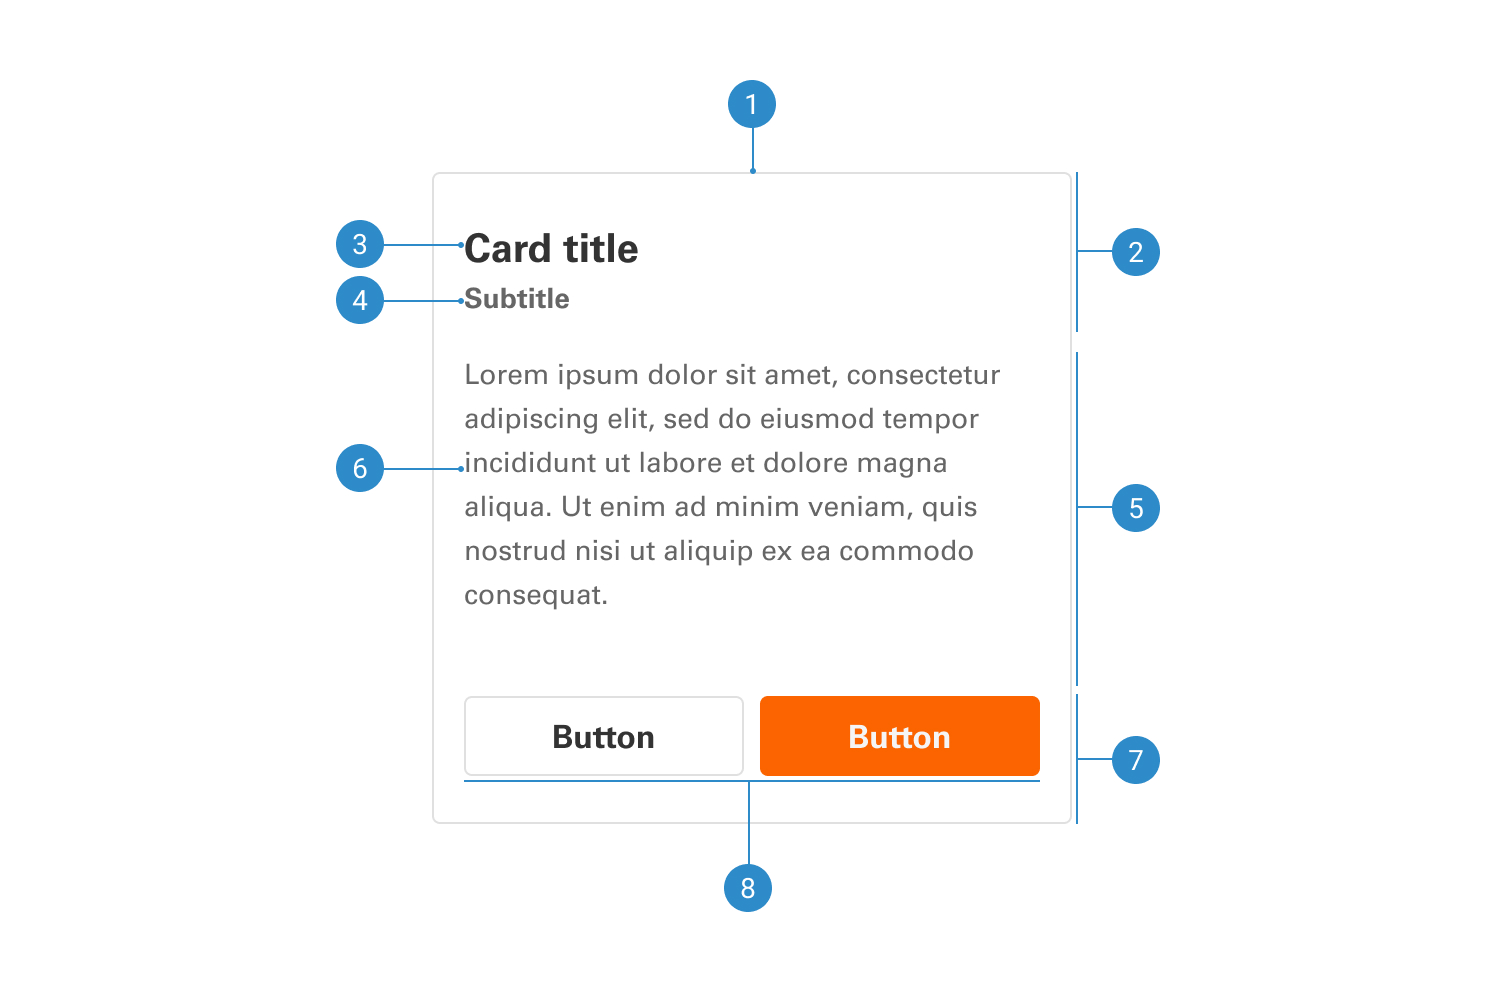 1
2
3
Card title
4
Subtitle
Lorem ipsum dolor sit amet, consectetur
adipiscing elit, sed do eiusmod tempor
6
incididunt ut labore et dolore magna
aliqua. Ut enim ad minim veniam, quis
5
nostrud nisi ut aliquip ex ea commodo
consequat.
Button
Button
7
8